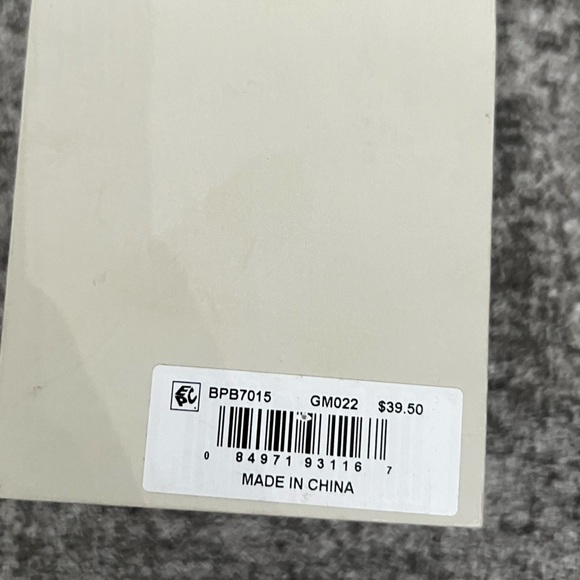 BPB7015 GM022 $39.50
0 84971 93116 7
MADE IN CHINA